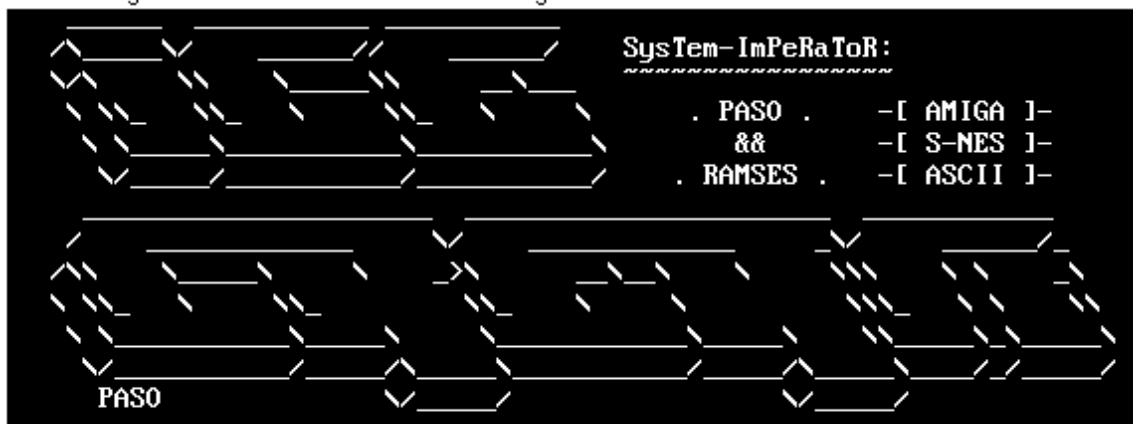 SysTem-ImPeRaToR:
. PASO . -[ AMIGA ]-
&& -[ S-NES ]-
. RAMSES . -[ ASCII ]-
PASO